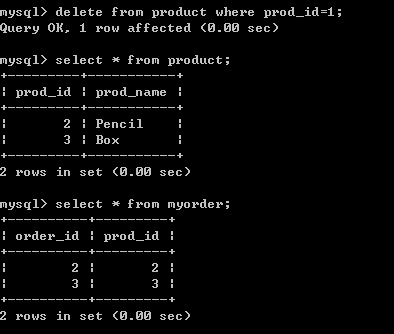 mysql> delete from product where prod_id=1;
Query OK, 1 row affected (0.00 sec)
mysql> select * from product;
+---------+-----------+
| prod_id | prod_name |
+---------+-----------+
|       2 | Pencil    |
|       3 | Box       |
+---------+-----------+
2 rows in set (0.00 sec)
mysql> select * from myorder;
+----------+---------+
| order_id | prod_id |
+----------+---------+
|        2 |       2 |
|        3 |       3 |
+----------+---------+
2 rows in set (0.00 sec)